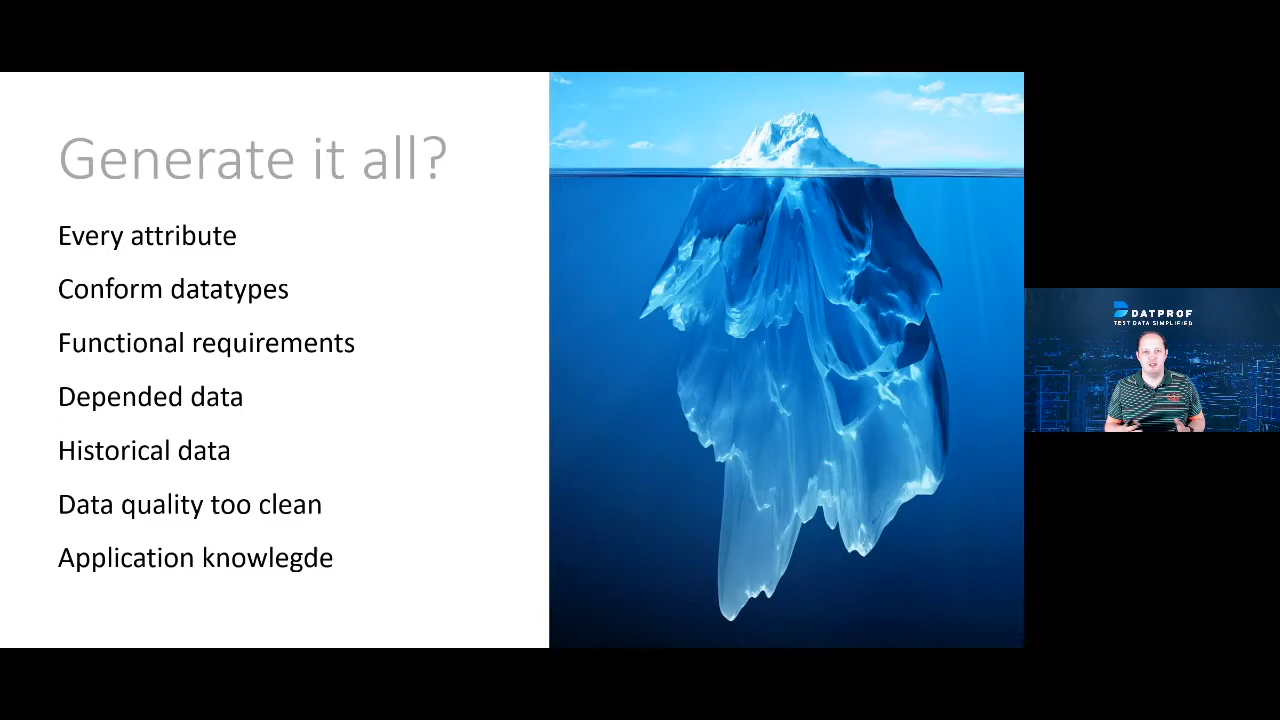 Generate it all?
Every attribute
Conform datatypes
Functional requirements
Depended data
Historical data
Data quality too clean
Application knowlegde
DATPROF
TEST DATA SIMPLIFIED